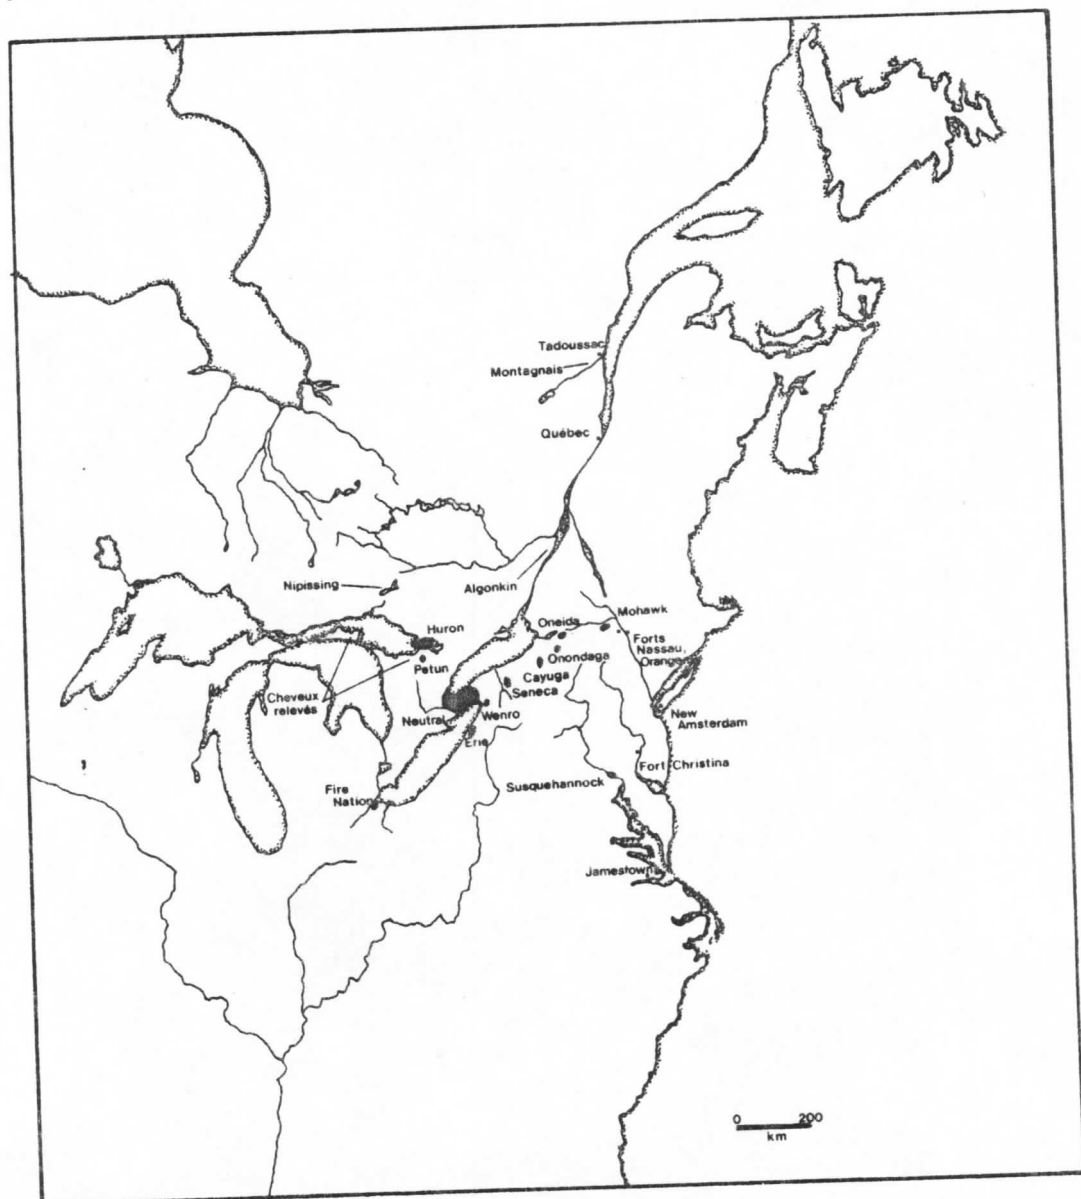 Tadoussac
Montagnais
Québec
Nipissing
Algonkin
Mohawk
Oneida
Huron
Forts
Nassau,
Orange
Petun
Onondaga
Cayuga
Seneca
Cheveux
relevés
Neutral
Wenro
New
Amsterdam
Erie
Fort Christina
Fire
Nation
Susquehannock
Jamestown
0 200
km